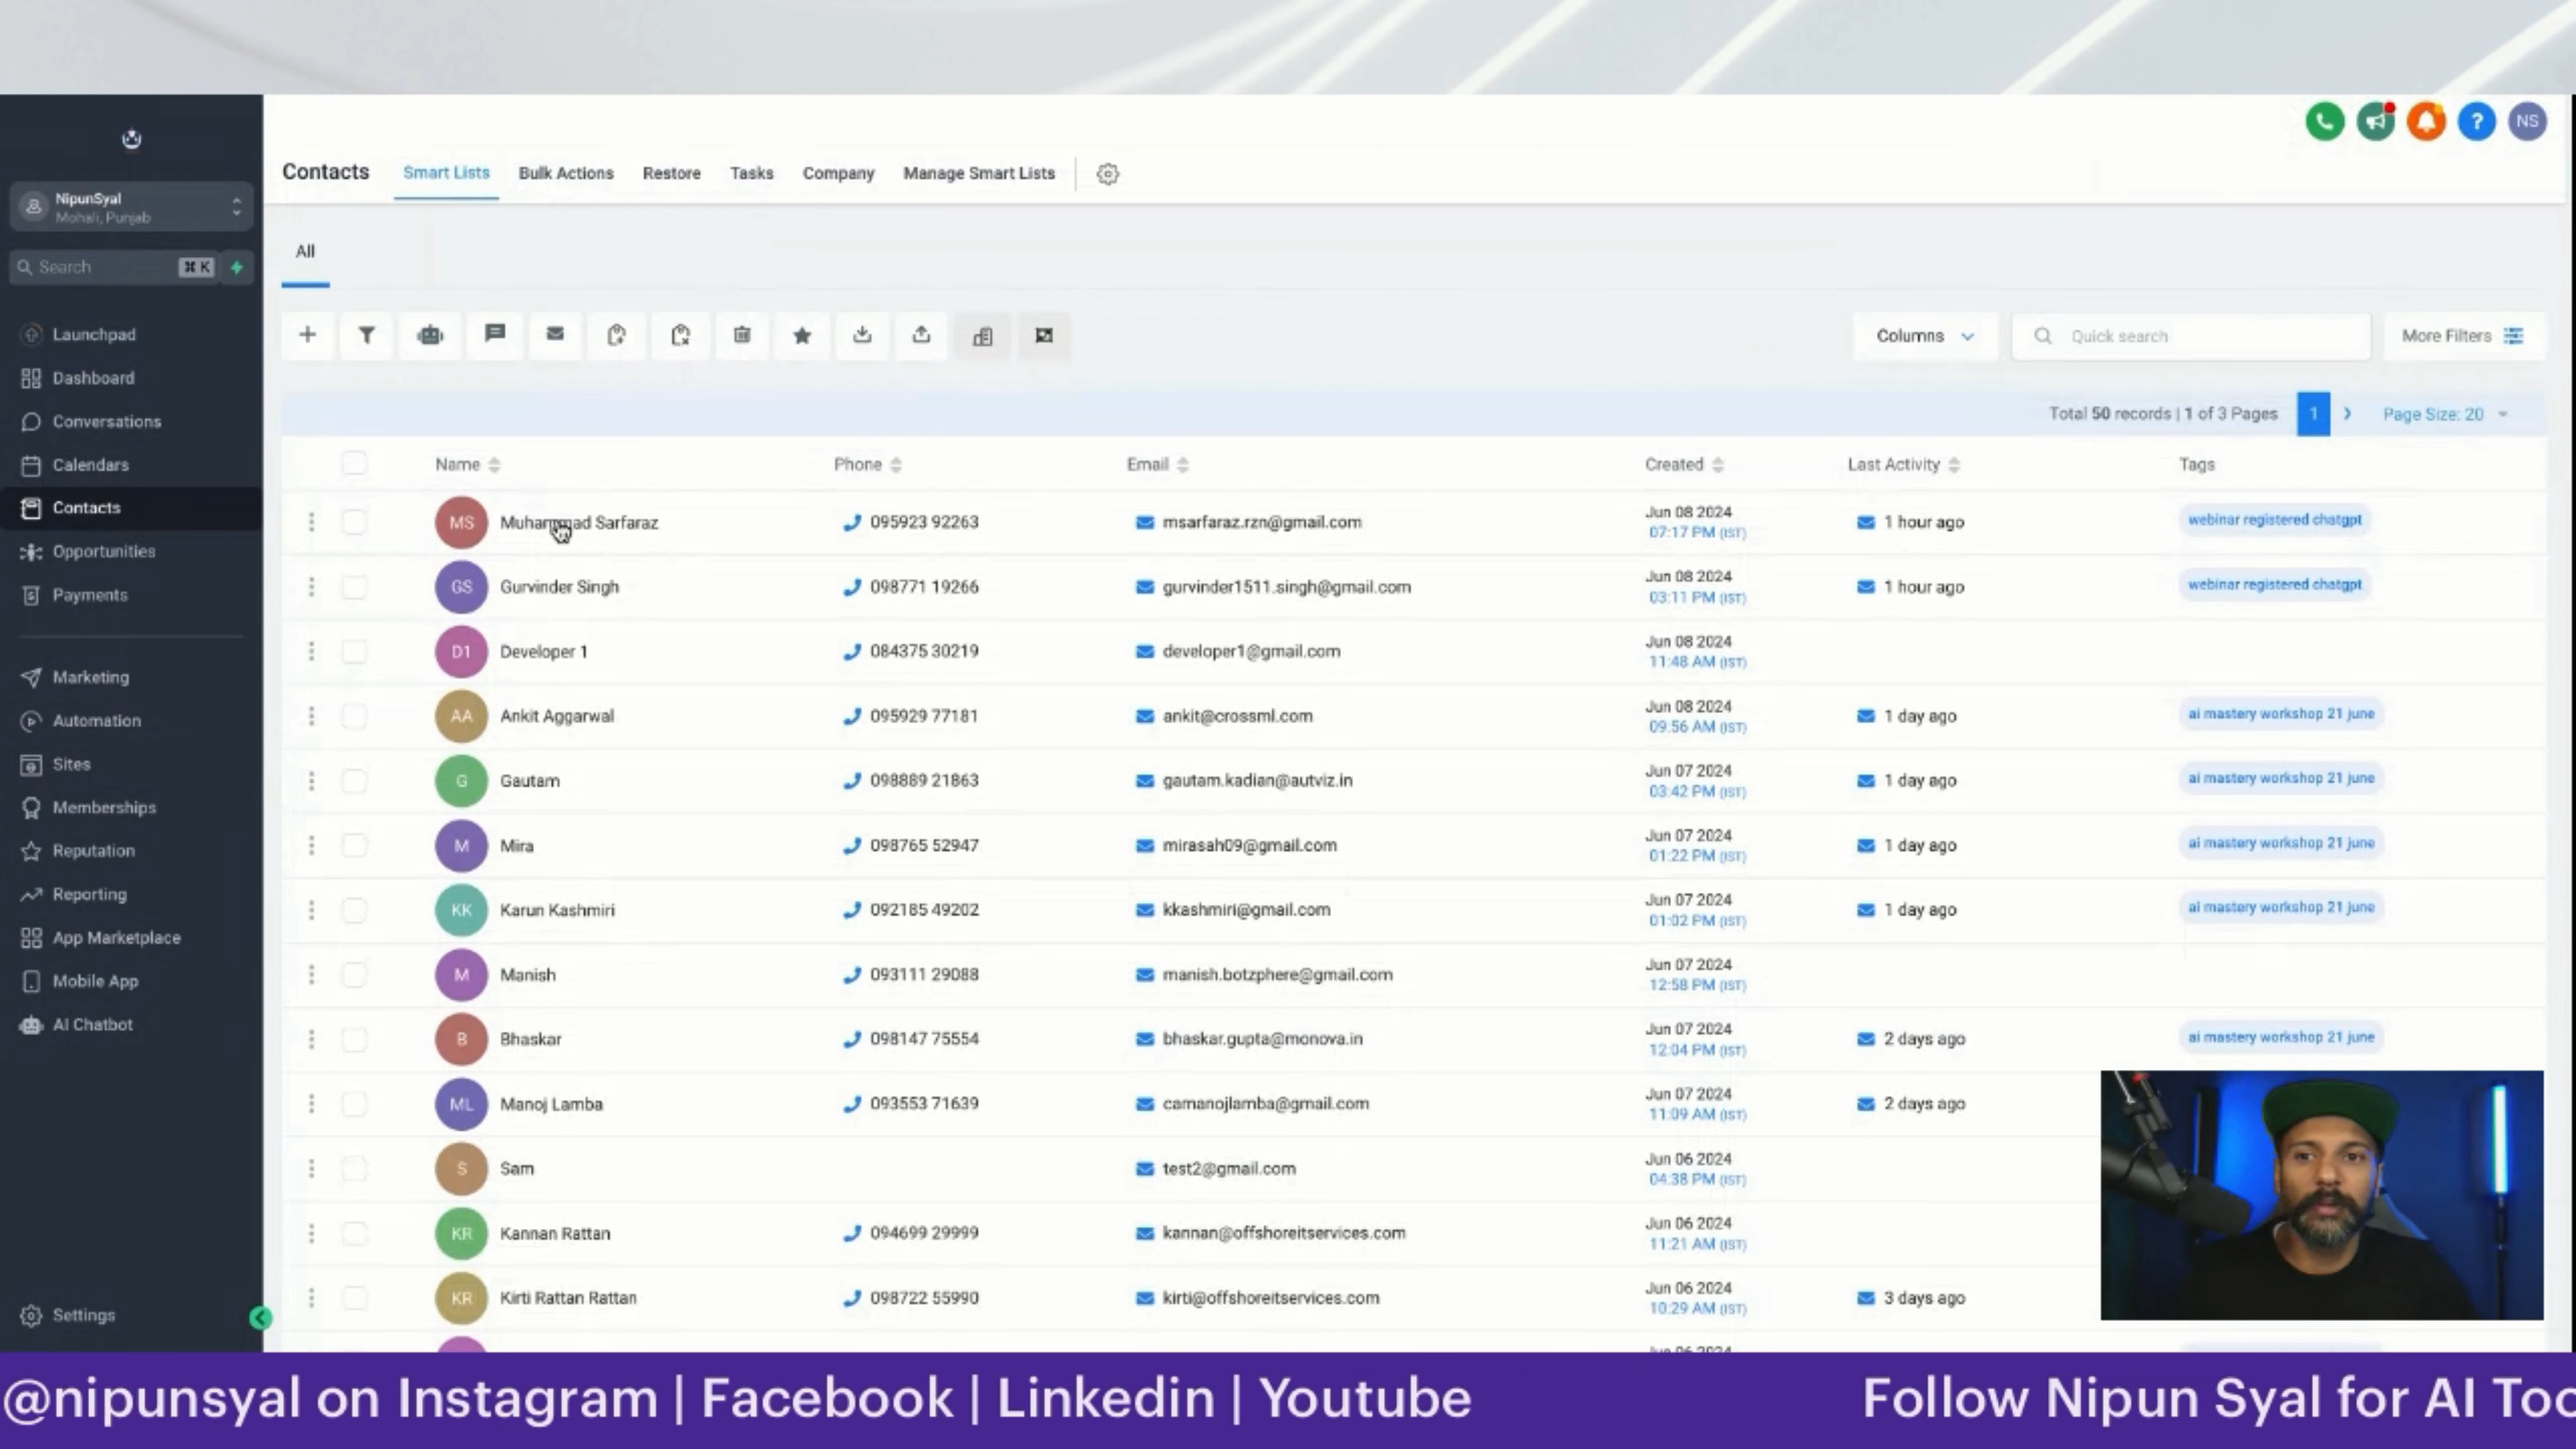 NS
Contacts Smart Lists Bulk Actions Restore Tasks Company Manage Smart Lists
NipunSyal
Mohali, Punjab
Search ⌘ K
All
Launchpad
Dashboard
Conversations
Calendars
Contacts
Opportunities
Payments
Marketing
Automation
Sites
Memberships
Reputation
Reporting
App Marketplace
Mobile App
AI Chatbot
Settings
Columns Quick search More Filters
Total 50 records | 1 of 3 Pages 1 Page Size: 20
Name Phone Email Created Last Activity Tags
MS Muhammad Sarfaraz 095923 92263 msarfaraz.rzn@gmail.com Jun 08 2024 07:17 PM (IST) 1 hour ago webinar registered chatgpt
GS Gurvinder Singh 098771 19266 gurvinder1511.singh@gmail.com Jun 08 2024 03:11 PM (IST) 1 hour ago webinar registered chatgpt
D1 Developer 1 084375 30219 developer1@gmail.com Jun 08 2024 11:48 AM (IST)
AA Ankit Aggarwal 095929 77181 ankit@crossml.com Jun 08 2024 09:56 AM (IST) 1 day ago ai mastery workshop 21 june
G Gautam 098889 21863 gautam.kadian@autviz.in Jun 07 2024 03:42 PM (IST) 1 day ago ai mastery workshop 21 june
M Mira 098765 52947 mirasah09@gmail.com Jun 07 2024 01:22 PM (IST) 1 day ago ai mastery workshop 21 june
KK Karun Kashmiri 092185 49202 kkashmiri@gmail.com Jun 07 2024 01:02 PM (IST) 1 day ago ai mastery workshop 21 june
M Manish 093111 29088 manish.botzphere@gmail.com Jun 07 2024 12:58 PM (IST)
B Bhaskar 098147 75554 bhaskar.gupta@monova.in Jun 07 2024 12:04 PM (IST) 2 days ago ai mastery workshop 21 june
ML Manoj Lamba 093553 71639 camanojlamba@gmail.com Jun 07 2024 11:09 AM (IST) 2 days ago
S Sam test2@gmail.com Jun 06 2024 04:38 PM (IST)
KR Kannan Rattan 094699 29999 kannan@offshoreitservices.com Jun 06 2024 11:21 AM (IST)
KR Kirti Rattan Rattan 098722 55990 kirti@offshoreitservices.com Jun 06 2024 10:29 AM (IST) 3 days ago
@nipunsyal on Instagram | Facebook | Linkedin | Youtube Follow Nipun Syal for AI Too